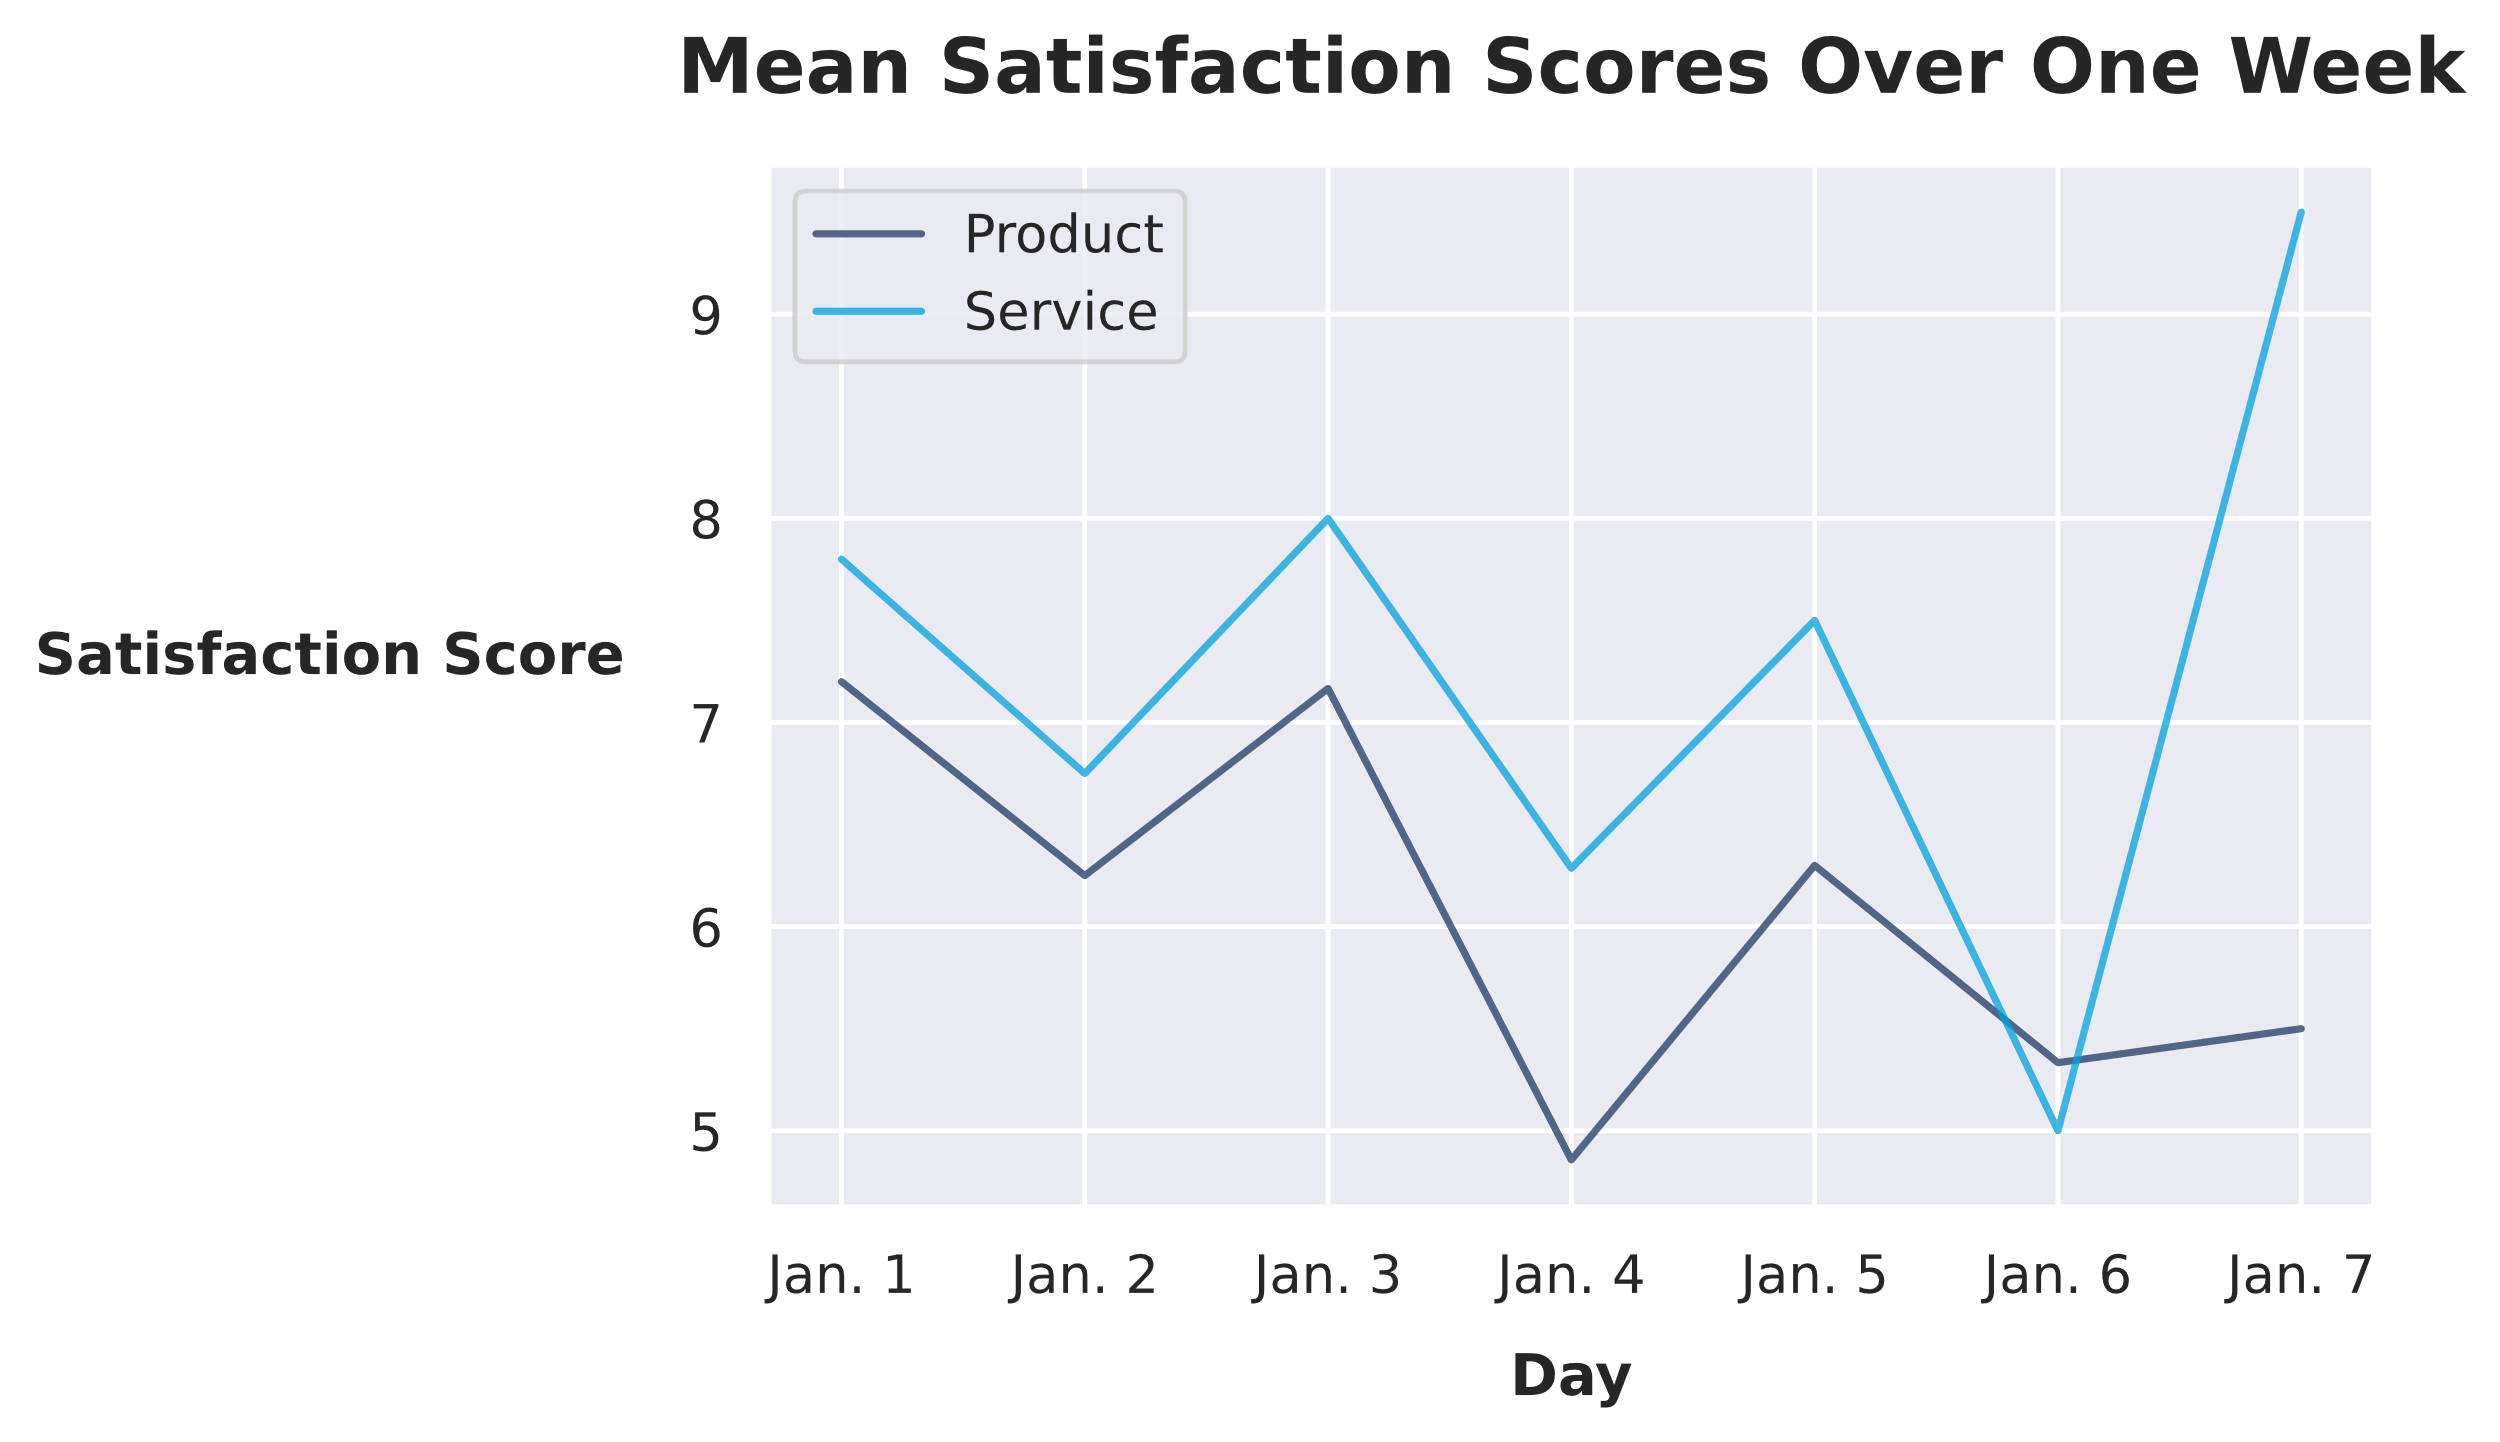 Mean Satisfaction Scores Over One Week
Product
Service
9
8
Satisfaction Score
7
6
5
Jan. 1 Jan. 2 Jan. 3 Jan. 4 Jan. 5 Jan. 6 Jan. 7
Day